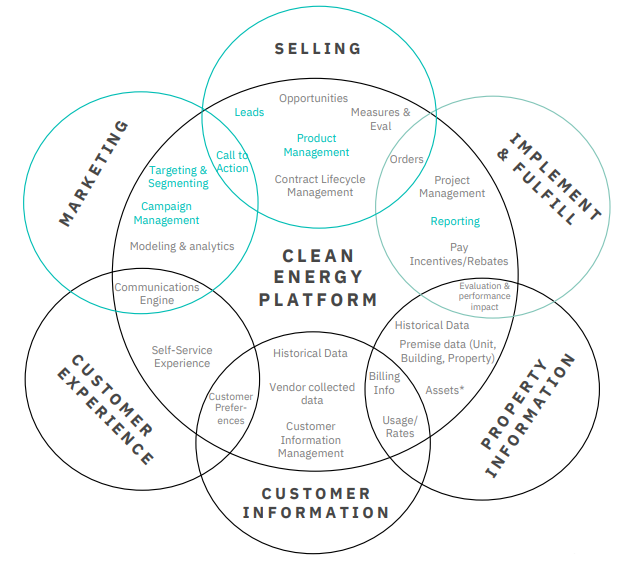 SELLING
Opportunities
Leads
Measures &
Eval
Product
Management
Contract Lifecycle
Management
MARKETING
Call to
Action
Targeting &
Segmenting
Campaign
Management
Modeling & analytics
IMPLEMENT
& FULFILL
Orders
Project
Management
Reporting
Pay
Incentives/Rebates
CLEAN
ENERGY
PLATFORM
Communications
Engine
Evaluation &
performance
impact
CUSTOMER
EXPERIENCE
Self-Service
Experience
Customer
Prefer-
ences
Historical Data
Vendor collected
data
Customer
Information
Management
CUSTOMER
INFORMATION
Historical Data
Premise data (Unit,
Building, Property)
Billing
Info
Assets*
Usage/
Rates
PROPERTY
INFORMATION